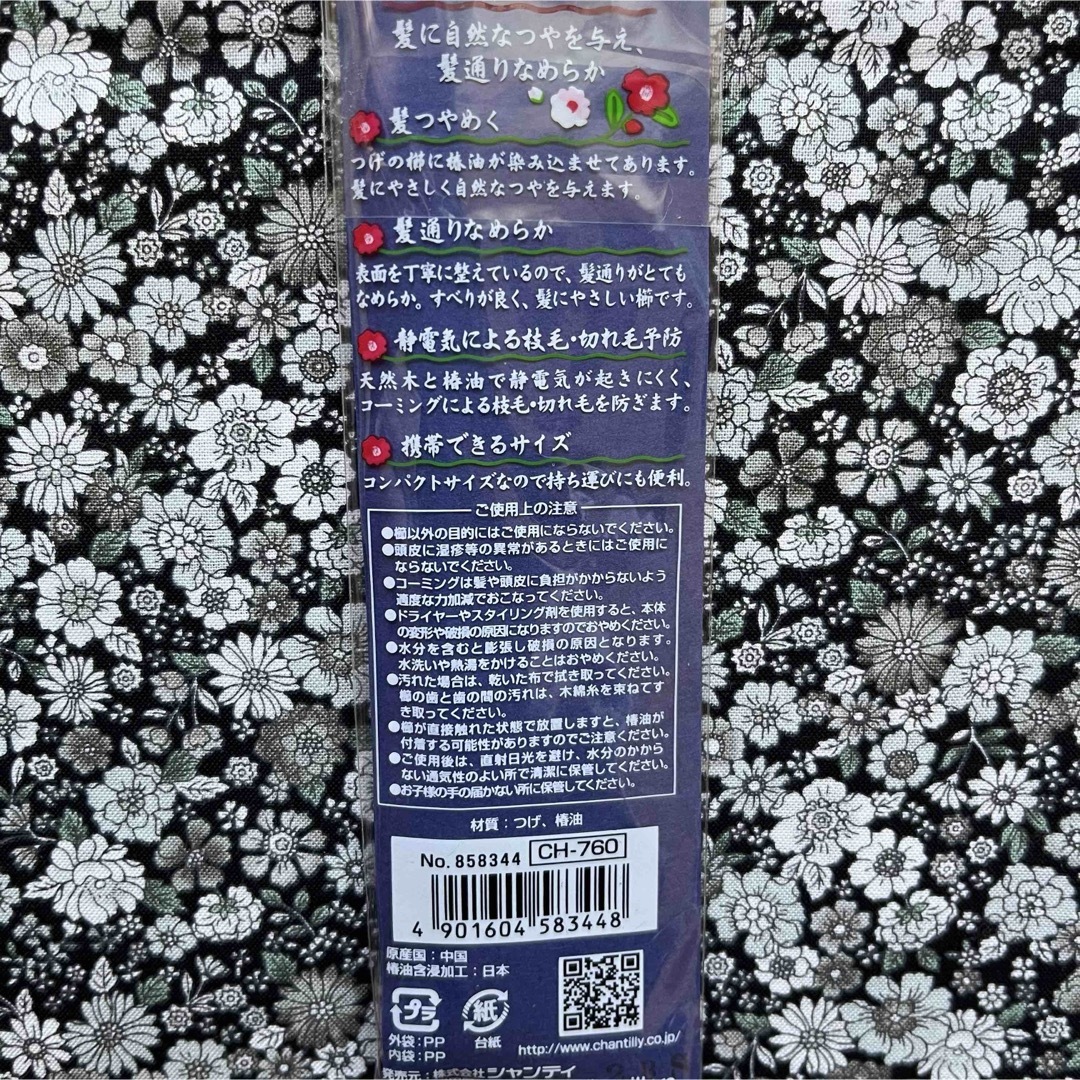 髪に自然なつやを与え、
髪通りなめらか
髪つやめく
つげの櫛に椿油が染み込ませてあります。
髪にやさしく自然なつやを与えます。
髪通りなめらか
表面を丁寧に整えているので、髪通りがとても
なめらか。すべりが良く、髪にやさしい櫛です。
静電気による枝毛・切れ毛予防
天然木と椿油で静電気が起きにくく、
コーミングによる枝毛・切れ毛を防ぎます。
携帯できるサイズ
コンパクトサイズなので持ち運びにも便利。
ご使用上の注意
●櫛以外の目的にはご使用にならないでください。
●頭皮に湿疹等の異常があるときにはご使用に
ならないでください。
●コーミングは髪や頭皮に負担がかからないよう
適度な力加減でおこなってください。
●ドライヤーやスタイリング剤を使用すると、本体
の変形や破損の原因になりますのでおやめください。
●水分を含むと膨張し破損の原因となります。
水洗いや熱湯をかけることはおやめください。
●汚れた場合は、乾いた布で拭き取ってください。
櫛の歯と歯の間の汚れは、木綿糸を束ねてす
き取ってください。
●櫛が直接触れた状態で放置しますと、椿油が
付着する可能性がありますのでご注意ください。
●ご使用後は、直射日光を避け、水分のかから
ない通気性のよい所で清潔に保管してください。
●お子様の手の届かない所に保管してください。
材質：つげ、椿油
No. 858344 CH-760
4 901604 583448
原産国：中国
椿油含浸加工：日本
プラ 紙
外袋：PP 台紙
内袋：PP
http://www.chantilly.co.jp/
発売元：株式会社シャンティ